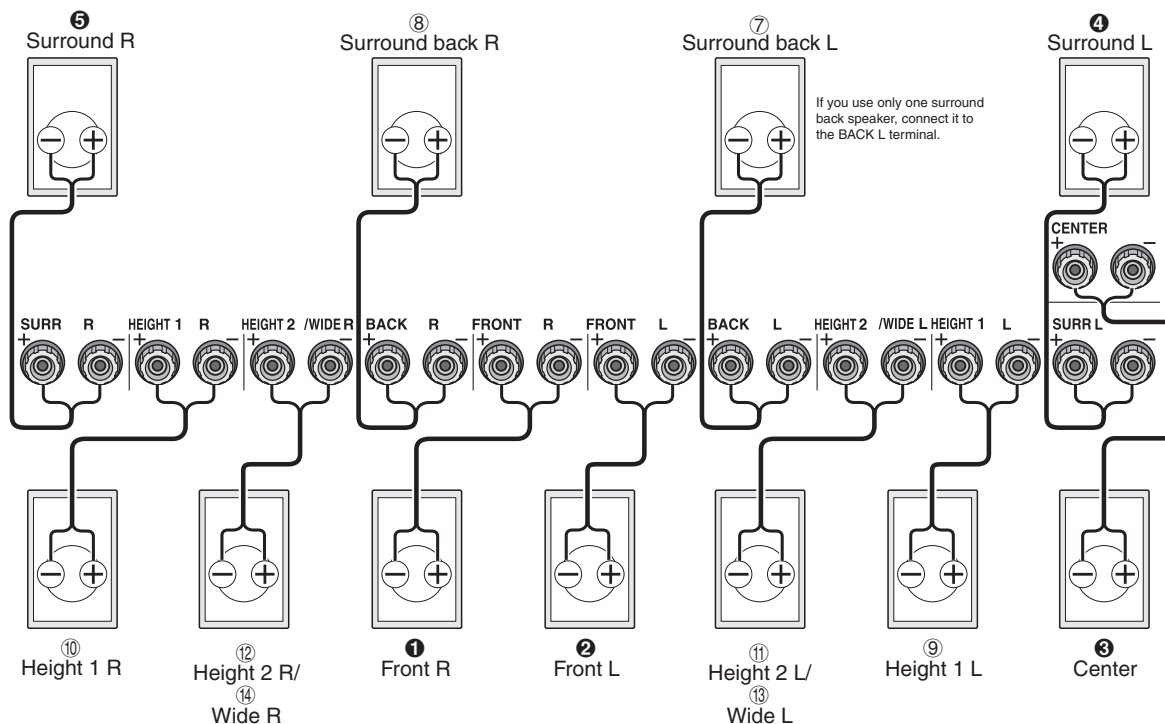 ❺
Surround R
⑧
Surround back R
⑦
Surround back L
❹
Surround L
If you use only one surround
back speaker, connect it to
the BACK L terminal.
− +
− +
− +
− +
CENTER
+ −
SURR R
+ −
HEIGHT 1 R
+ −
HEIGHT 2 /WIDE R
+ −
BACK R
+ −
FRONT R
+ −
FRONT L
+ −
BACK L
+ −
HEIGHT 2 /WIDE L
+ −
HEIGHT 1 L
+ −
SURR L
+ −
− +
− +
− +
− +
− +
− +
− +
⑩
Height 1 R
⑫
Height 2 R/
⑭
Wide R
❶
Front R
❷
Front L
⑪
Height 2 L/
⑬
Wide L
⑨
Height 1 L
❸
Center